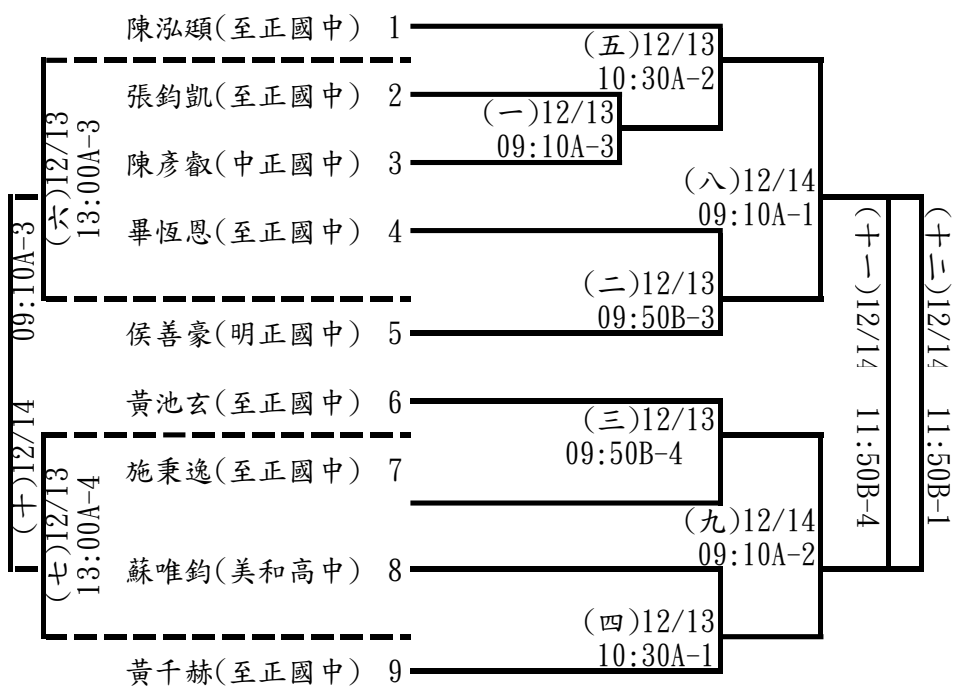 陳泓頲(至正國中) 1
(五)12/13
10:30A-2
張鈞凱(至正國中) 2
(一)12/13
09:10A-3
陳彥叡(中正國中) 3
(六)12/13
13:00A-3
(八)12/14
09:10A-1
畢恆恩(至正國中) 4
(二)12/13
09:50B-3
侯善豪(明正國中) 5
(十)12/14 09:10A-3
(十一)12/14 11:50B-4
(十二)12/14 11:50B-1
黃池玄(至正國中) 6
(三)12/13
09:50B-4
施秉逸(至正國中) 7
(七)12/13
13:00A-4
(九)12/14
09:10A-2
蘇唯鈞(美和高中) 8
(四)12/13
10:30A-1
黃千赫(至正國中) 9